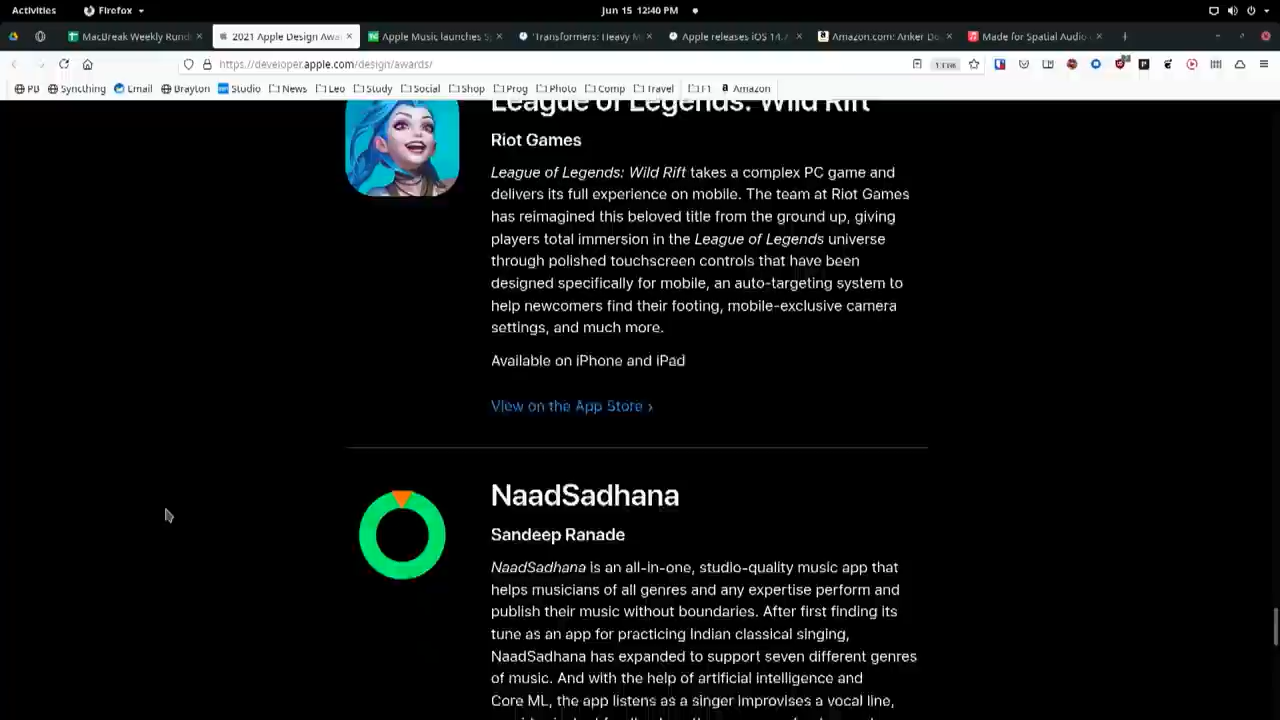 Activities Firefox Jun 15 12:40 PM
MacBreak Weekly Rund 2021 Apple Design Awa Apple Music launches S 'Transformers: Heavy M Apple releases iOS 14. Amazon.com: Anker Do Made for Spatial Audio
https://developer.apple.com/design/awards/
PB Syncthing Email Brayton Studio News Leo Study Social Shop Prog Photo Comp Travel F1 Amazon
League of Legends: Wild Rift
Riot Games
League of Legends: Wild Rift takes a complex PC game and
delivers its full experience on mobile. The team at Riot Games
has reimagined this beloved title from the ground up, giving
players total immersion in the League of Legends universe
through polished touchscreen controls that have been
designed specifically for mobile, an auto-targeting system to
help newcomers find their footing, mobile-exclusive camera
settings, and much more.
Available on iPhone and iPad
View on the App Store ›
NaadSadhana
Sandeep Ranade
NaadSadhana is an all-in-one, studio-quality music app that
helps musicians of all genres and any expertise perform and
publish their music without boundaries. After first finding its
tune as an app for practicing Indian classical singing,
NaadSadhana has expanded to support seven different genres
of music. And with the help of artificial intelligence and
Core ML, the app listens as a singer improvises a vocal line,